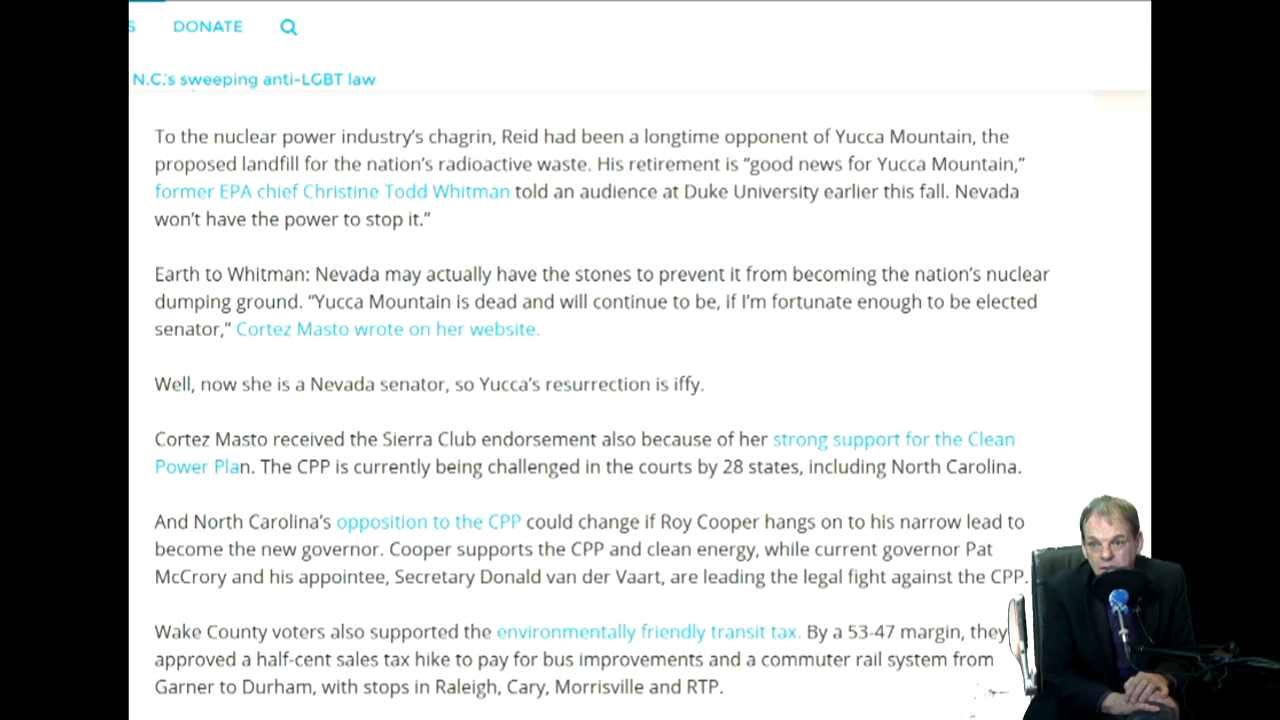 DONATE
N.C.'s sweeping anti-LGBT law
To the nuclear power industry's chagrin, Reid had been a longtime opponent of Yucca Mountain, the
proposed landfill for the nation's radioactive waste. His retirement is “good news for Yucca Mountain,”
former EPA chief Christine Todd Whitman told an audience at Duke University earlier this fall. Nevada
won't have the power to stop it.”
Earth to Whitman: Nevada may actually have the stones to prevent it from becoming the nation's nuclear
dumping ground. “Yucca Mountain is dead and will continue to be, if I'm fortunate enough to be elected
senator,” Cortez Masto wrote on her website.
Well, now she is a Nevada senator, so Yucca's resurrection is iffy.
Cortez Masto received the Sierra Club endorsement also because of her strong support for the Clean
Power Plan. The CPP is currently being challenged in the courts by 28 states, including North Carolina.
And North Carolina's opposition to the CPP could change if Roy Cooper hangs on to his narrow lead to
become the new governor. Cooper supports the CPP and clean energy, while current governor Pat
McCrory and his appointee, Secretary Donald van der Vaart, are leading the legal fight against the CPP.
Wake County voters also supported the environmentally friendly transit tax. By a 53-47 margin, they
approved a half-cent sales tax hike to pay for bus improvements and a commuter rail system from
Garner to Durham, with stops in Raleigh, Cary, Morrisville and RTP.